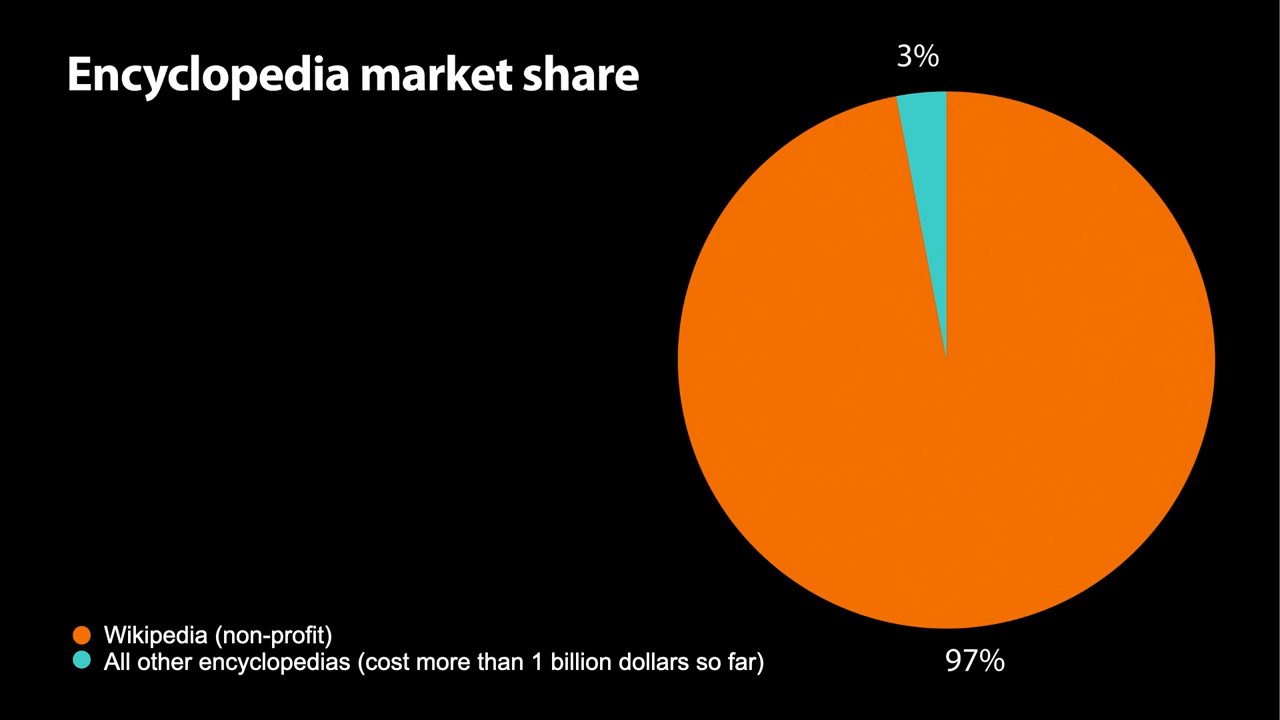 Encyclopedia market share
3%
Wikipedia (non-profit)
All other encyclopedias (cost more than 1 billion dollars so far)
97%